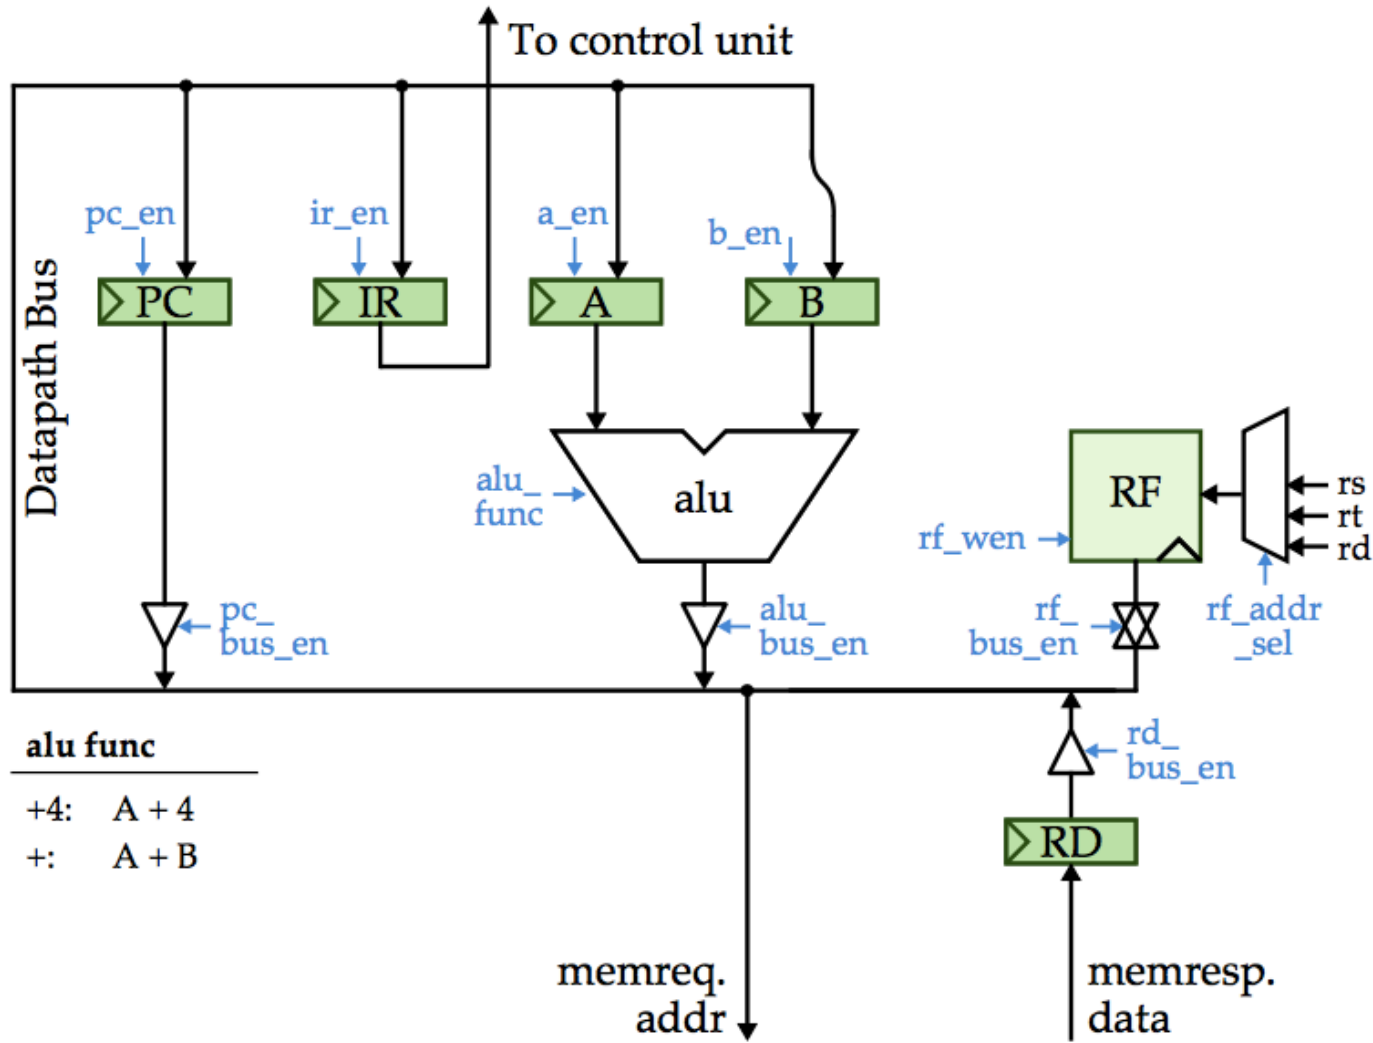 To control unit
pc_en
ir_en
a_en
b_en
Datapath Bus
PC
IR
A
B
alu_
func
alu
RF
rs
rt
rd
rf_wen
pc_
bus_en
alu_
bus_en
rf_
bus_en
rf_addr
_sel
alu func
+4: A + 4
+: A + B
rd_
bus_en
RD
memreq.
addr
memresp.
data